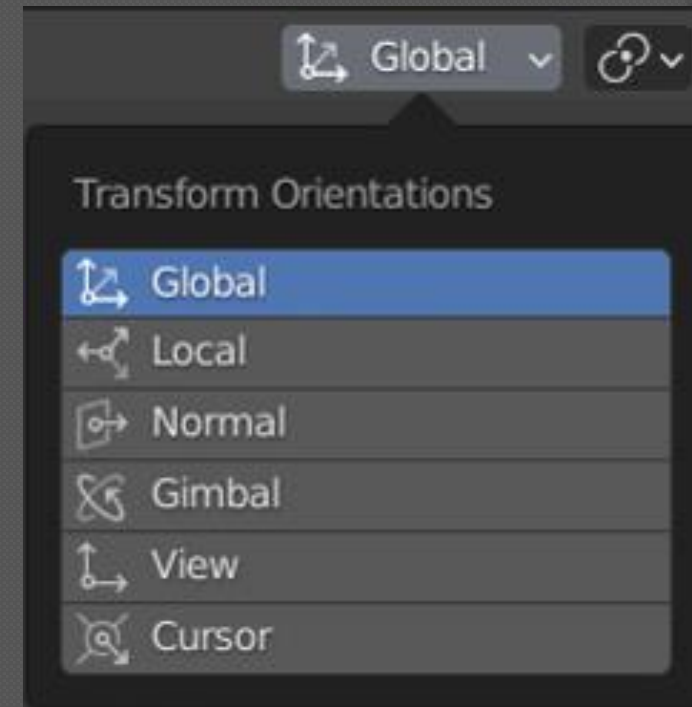 Global
Transform Orientations
Global
Local
Normal
Gimbal
View
Cursor